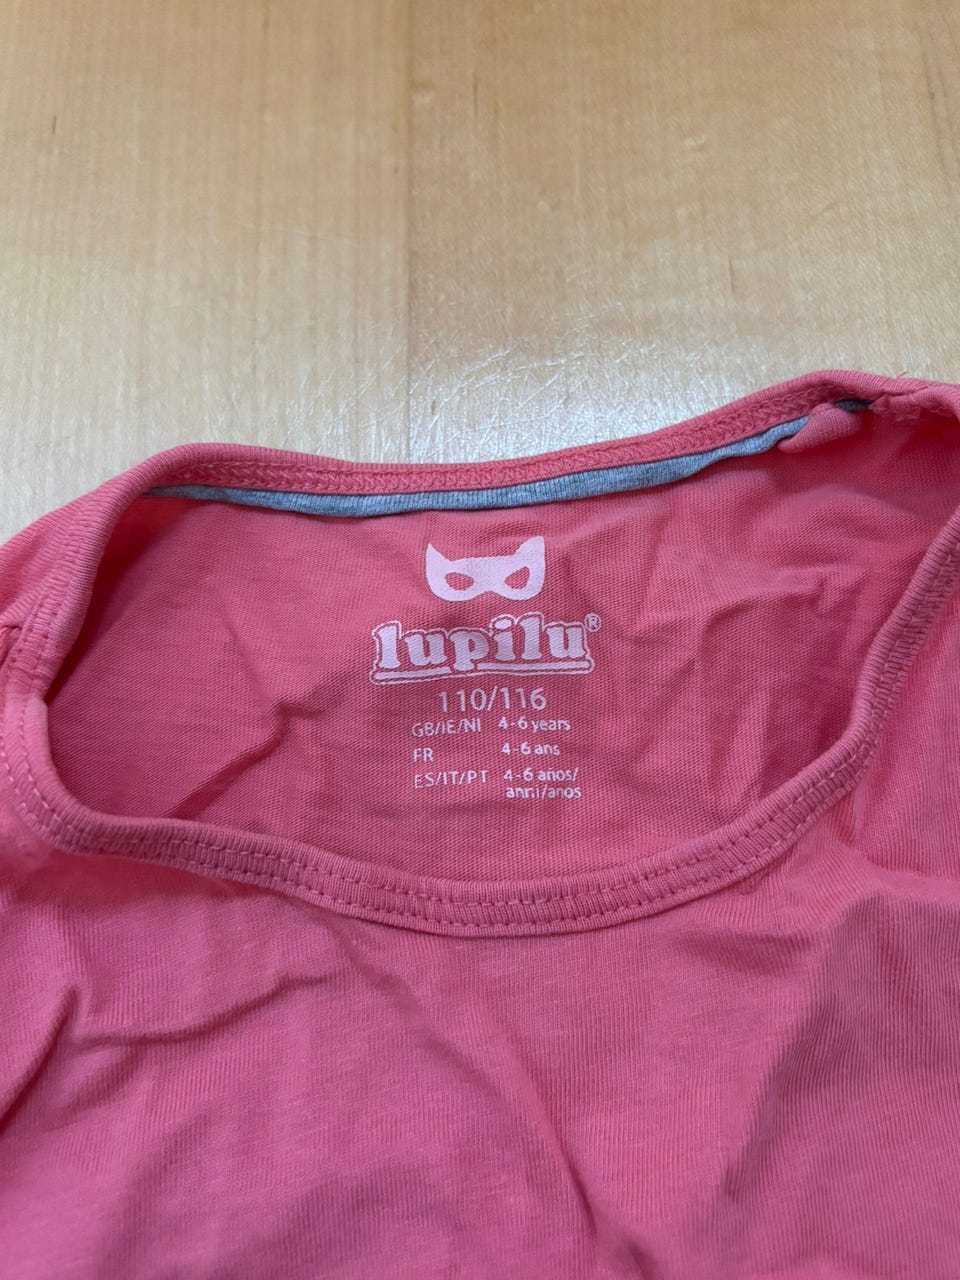 lupilu®
110/116
GB/IE/NI 4-6 years
FR 4-6 ans
ES/IT/PT 4-6 años/
anni/anos